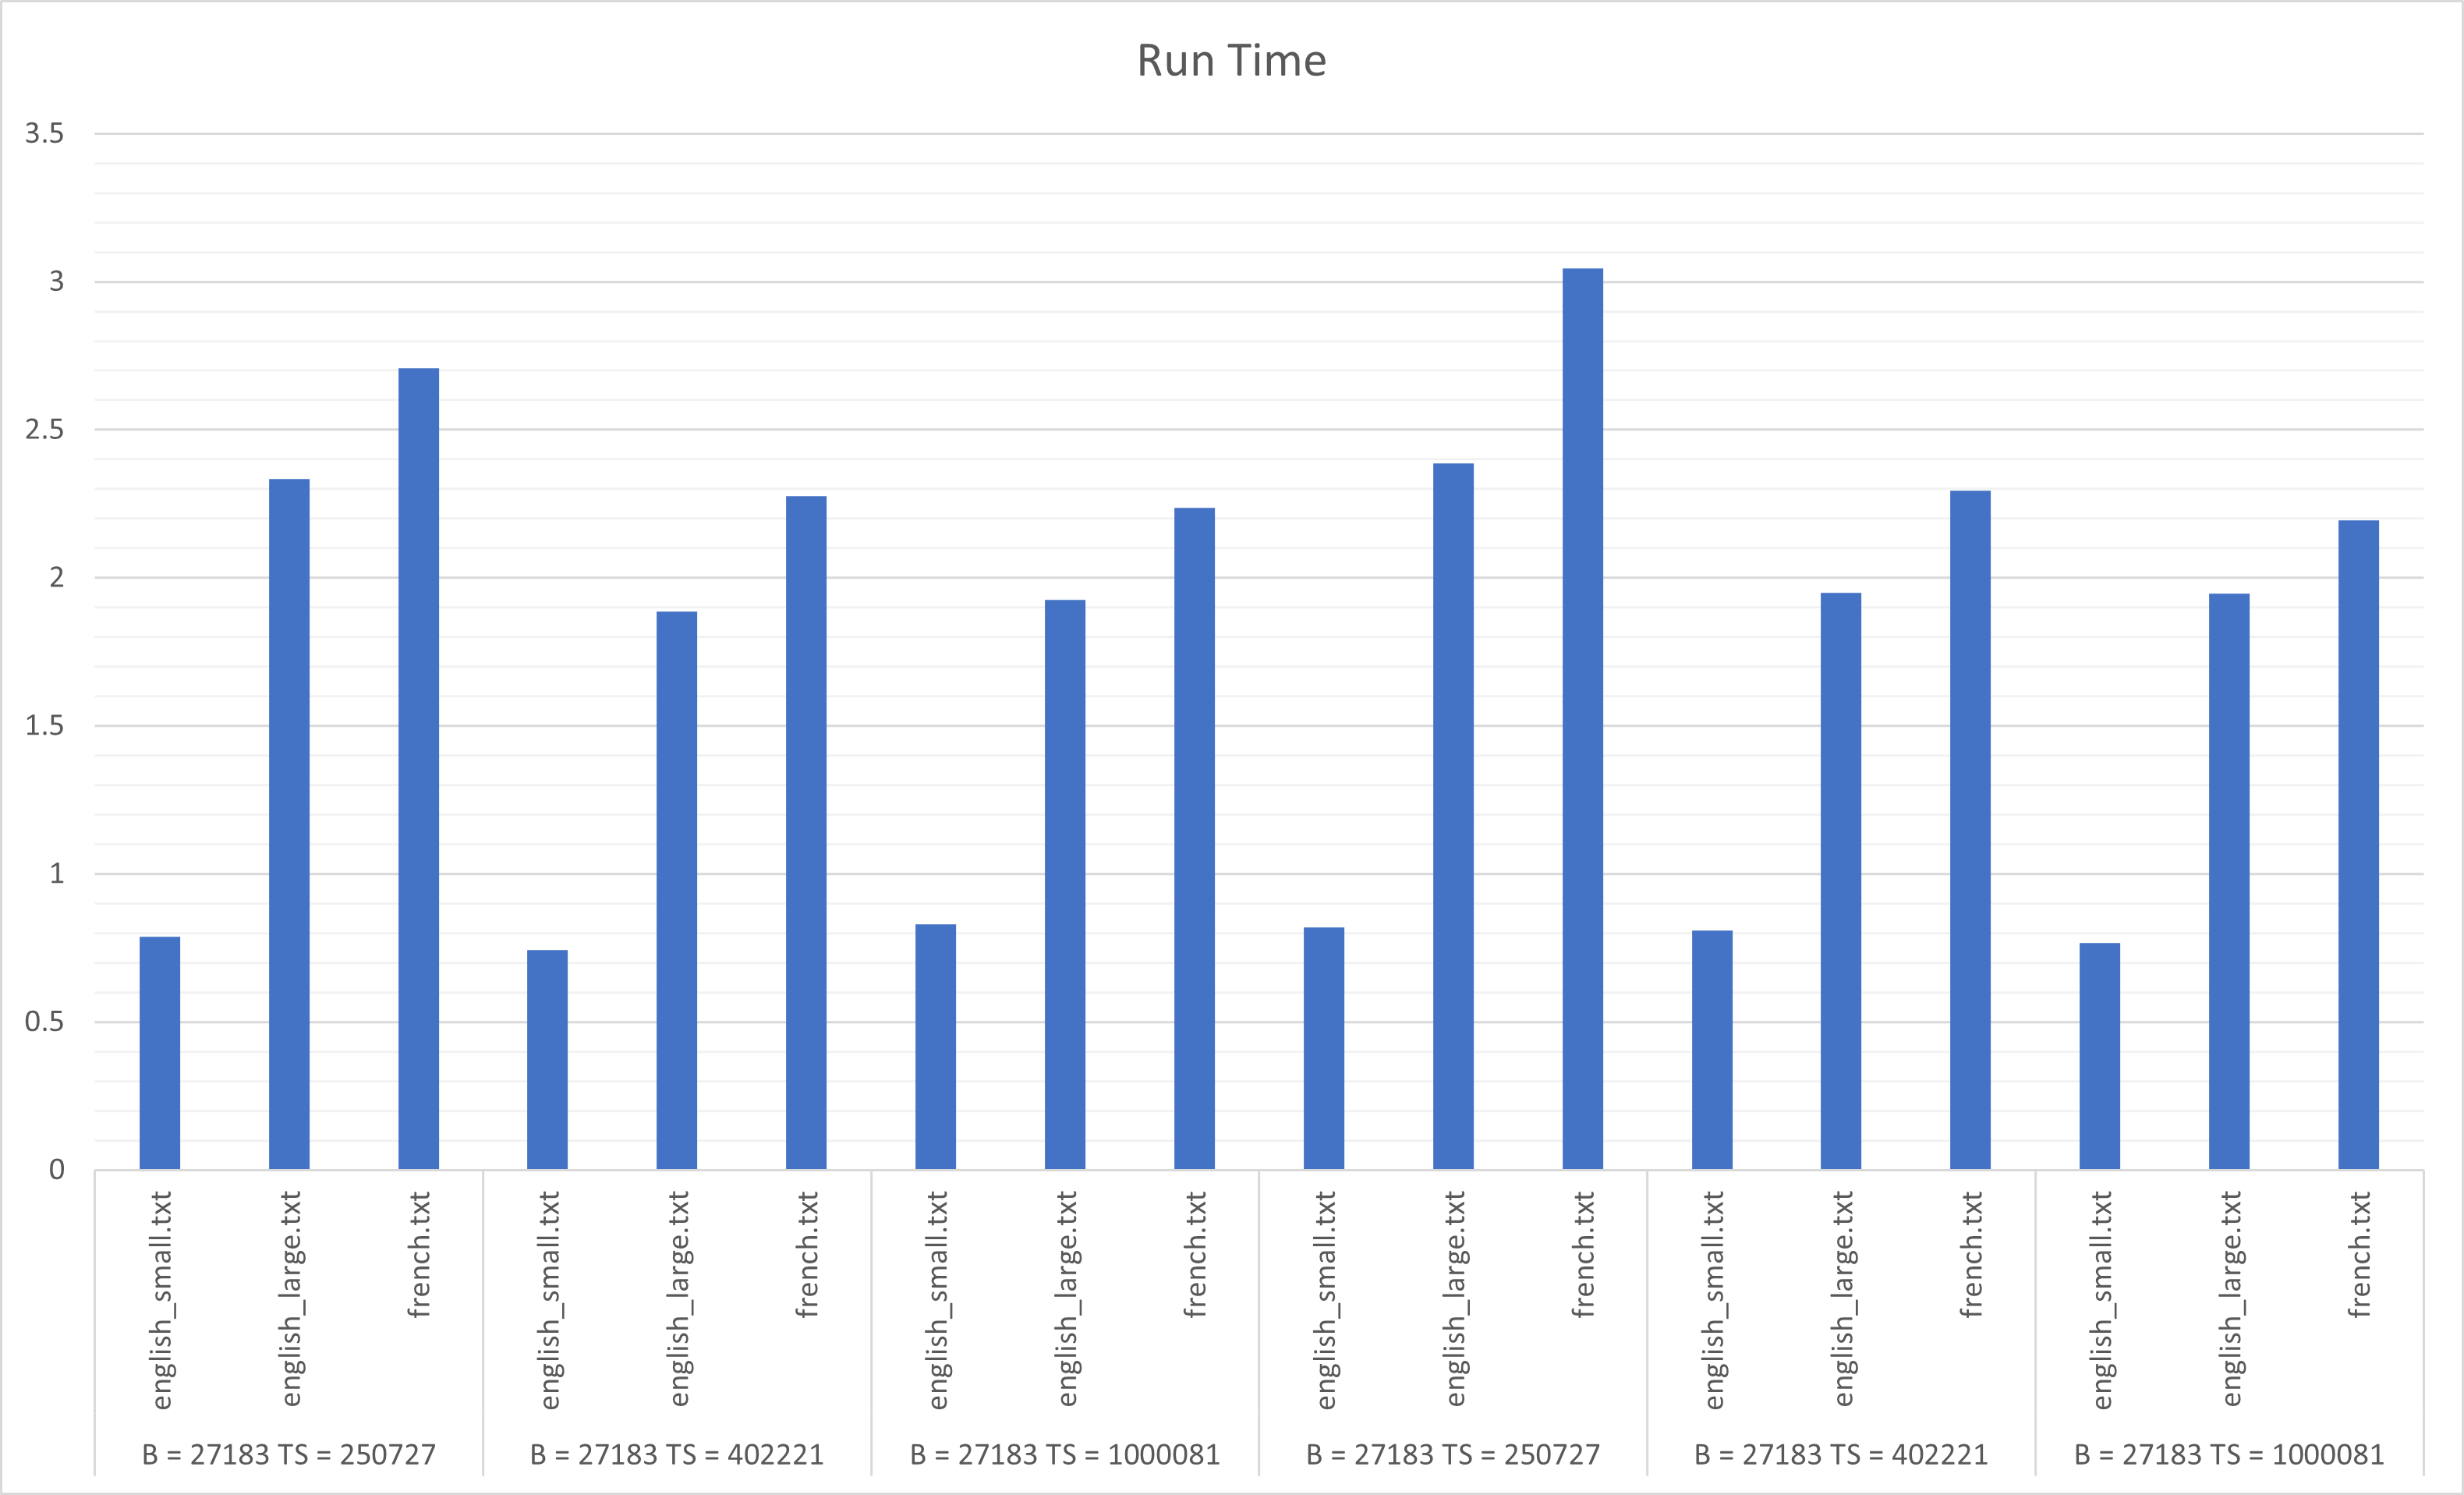 Run Time
3.5
3
2.5
2
1.5
1
0.5
0
english_small.txt
english_large.txt
french.txt
english_small.txt
english_large.txt
french.txt
english_small.txt
english_large.txt
french.txt
english_small.txt
english_large.txt
french.txt
english_small.txt
english_large.txt
french.txt
english_small.txt
english_large.txt
french.txt
B = 27183 TS = 250727
B = 27183 TS = 402221
B = 27183 TS = 1000081
B = 27183 TS = 250727
B = 27183 TS = 402221
B = 27183 TS = 1000081